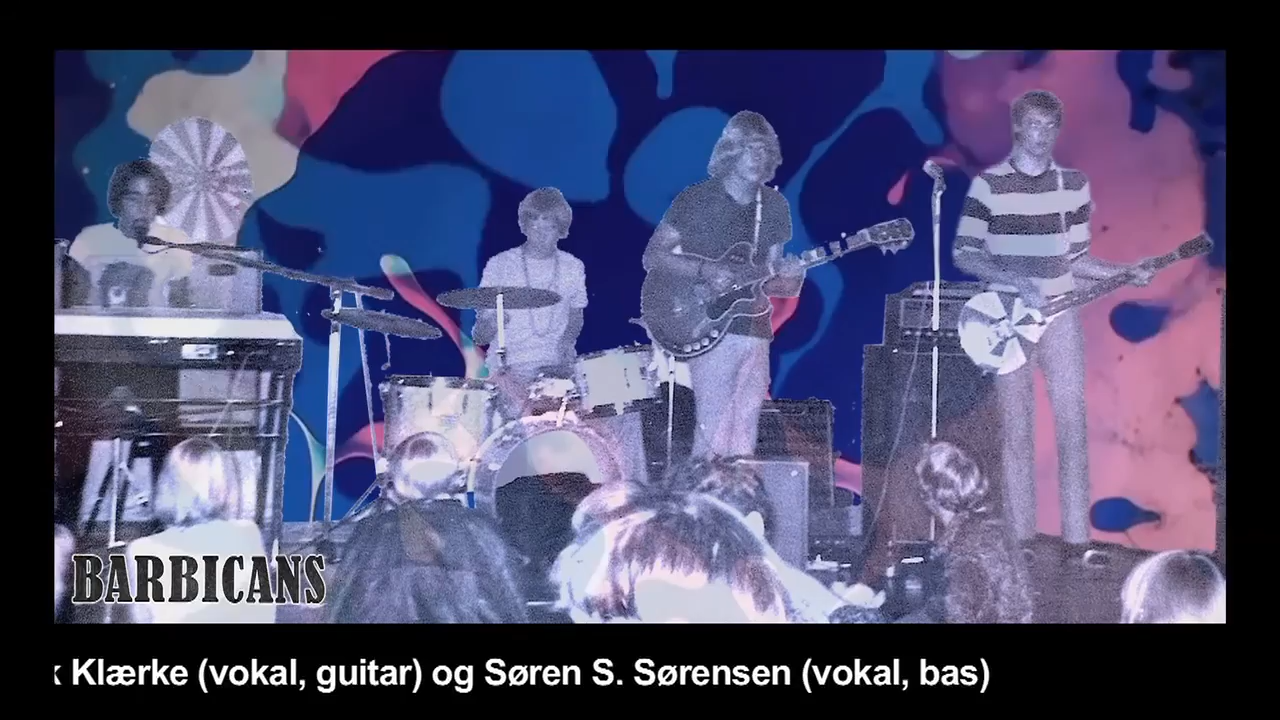 BARBICANS
k Klærke (vokal, guitar) og Søren S. Sørensen (vokal, bas)